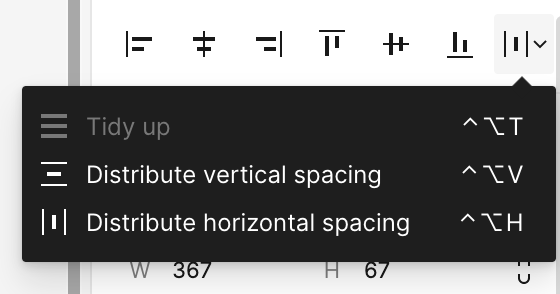 Tidy up ⌃⌥T
Distribute vertical spacing ⌃⌥V
Distribute horizontal spacing ⌃⌥H
W 367 H 67